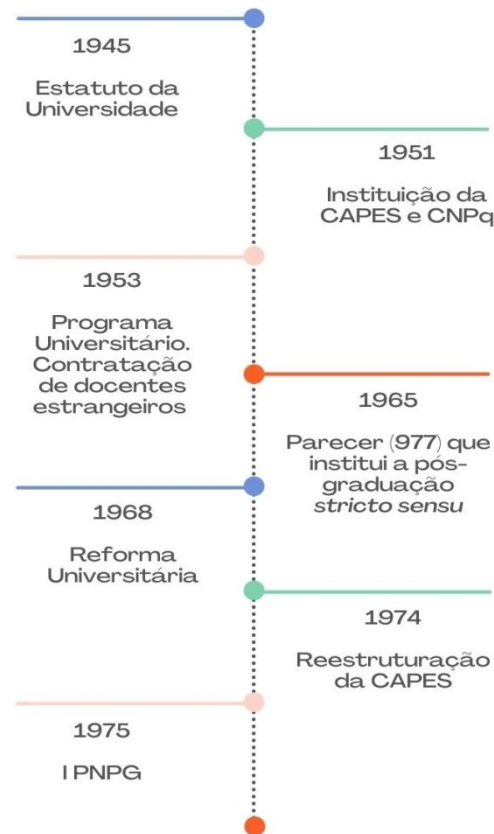 1945
Estatuto da
Universidade
1951
Instituição da
CAPES e CNPq
1953
Programa
Universitário.
Contratação
de docentes
estrangeiros
1965
Parecer (977) que
institui a pós-
graduação
stricto sensu
1968
Reforma
Universitária
1974
Reestruturação
da CAPES
1975
I PNPG